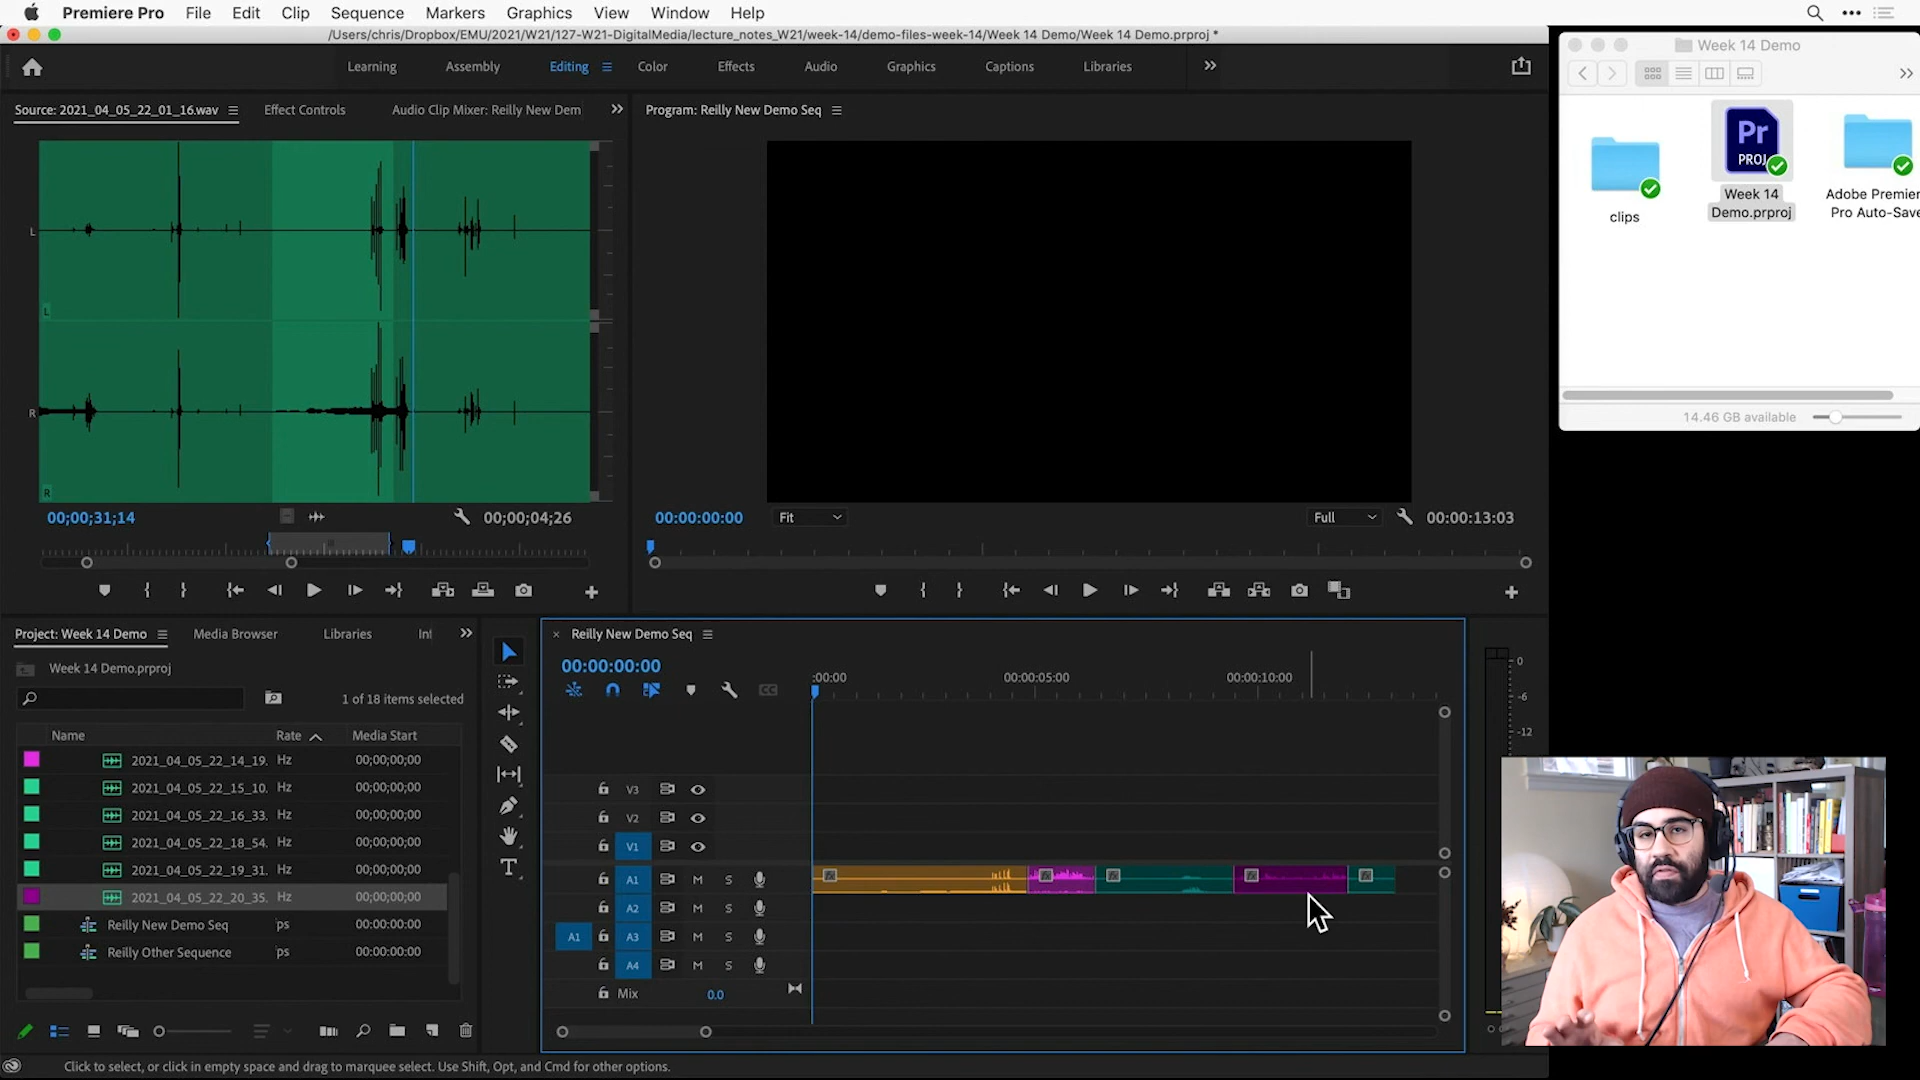 Premiere Pro File Edit Clip Sequence Markers Graphics View Window Help
/Users/chris/Dropbox/EMU/2021/W21/127-W21-DigitalMedia/lecture_notes_W21/week-14/demo-files-week-14/Week 14 Demo/Week 14 Demo.prproj *
Learning Assembly Editing Color Effects Audio Graphics Captions Libraries
Week 14 Demo
clips
Week 14
Demo.prproj
Pr
PROJ
Adobe Premier
Pro Auto-Save
14.46 GB available
Source: 2021_04_05_22_01_16.wav Effect Controls Audio Clip Mixer: Reilly New Dem
Program: Reilly New Demo Seq
L
L
R
R
00;00;31;14 00;00;04;26
00:00:00:00 Fit Full 00:00:13:03
Project: Week 14 Demo Media Browser Libraries
Week 14 Demo.prproj
1 of 18 items selected
Name Rate Media Start
2021_04_05_22_14_19. Hz 00;00;00;00
2021_04_05_22_15_10. Hz 00;00;00;00
2021_04_05_22_16_33. Hz 00;00;00;00
2021_04_05_22_18_54. Hz 00;00;00;00
2021_04_05_22_19_31. Hz 00;00;00;00
2021_04_05_22_20_35. Hz 00;00;00;00
Reilly New Demo Seq ps 00:00:00:00
Reilly Other Sequence ps 00:00:00:00
Reilly New Demo Seq
00:00:00:00
:00:00 00:00:05:00 00:00:10:00
V3
V2
V1
A1 M S
A2 M S
A1 A3 M S
A4 M S
Mix 0.0
0
-6
-12
Click to select, or click in empty space and drag to marquee select. Use Shift, Opt, and Cmd for other options.